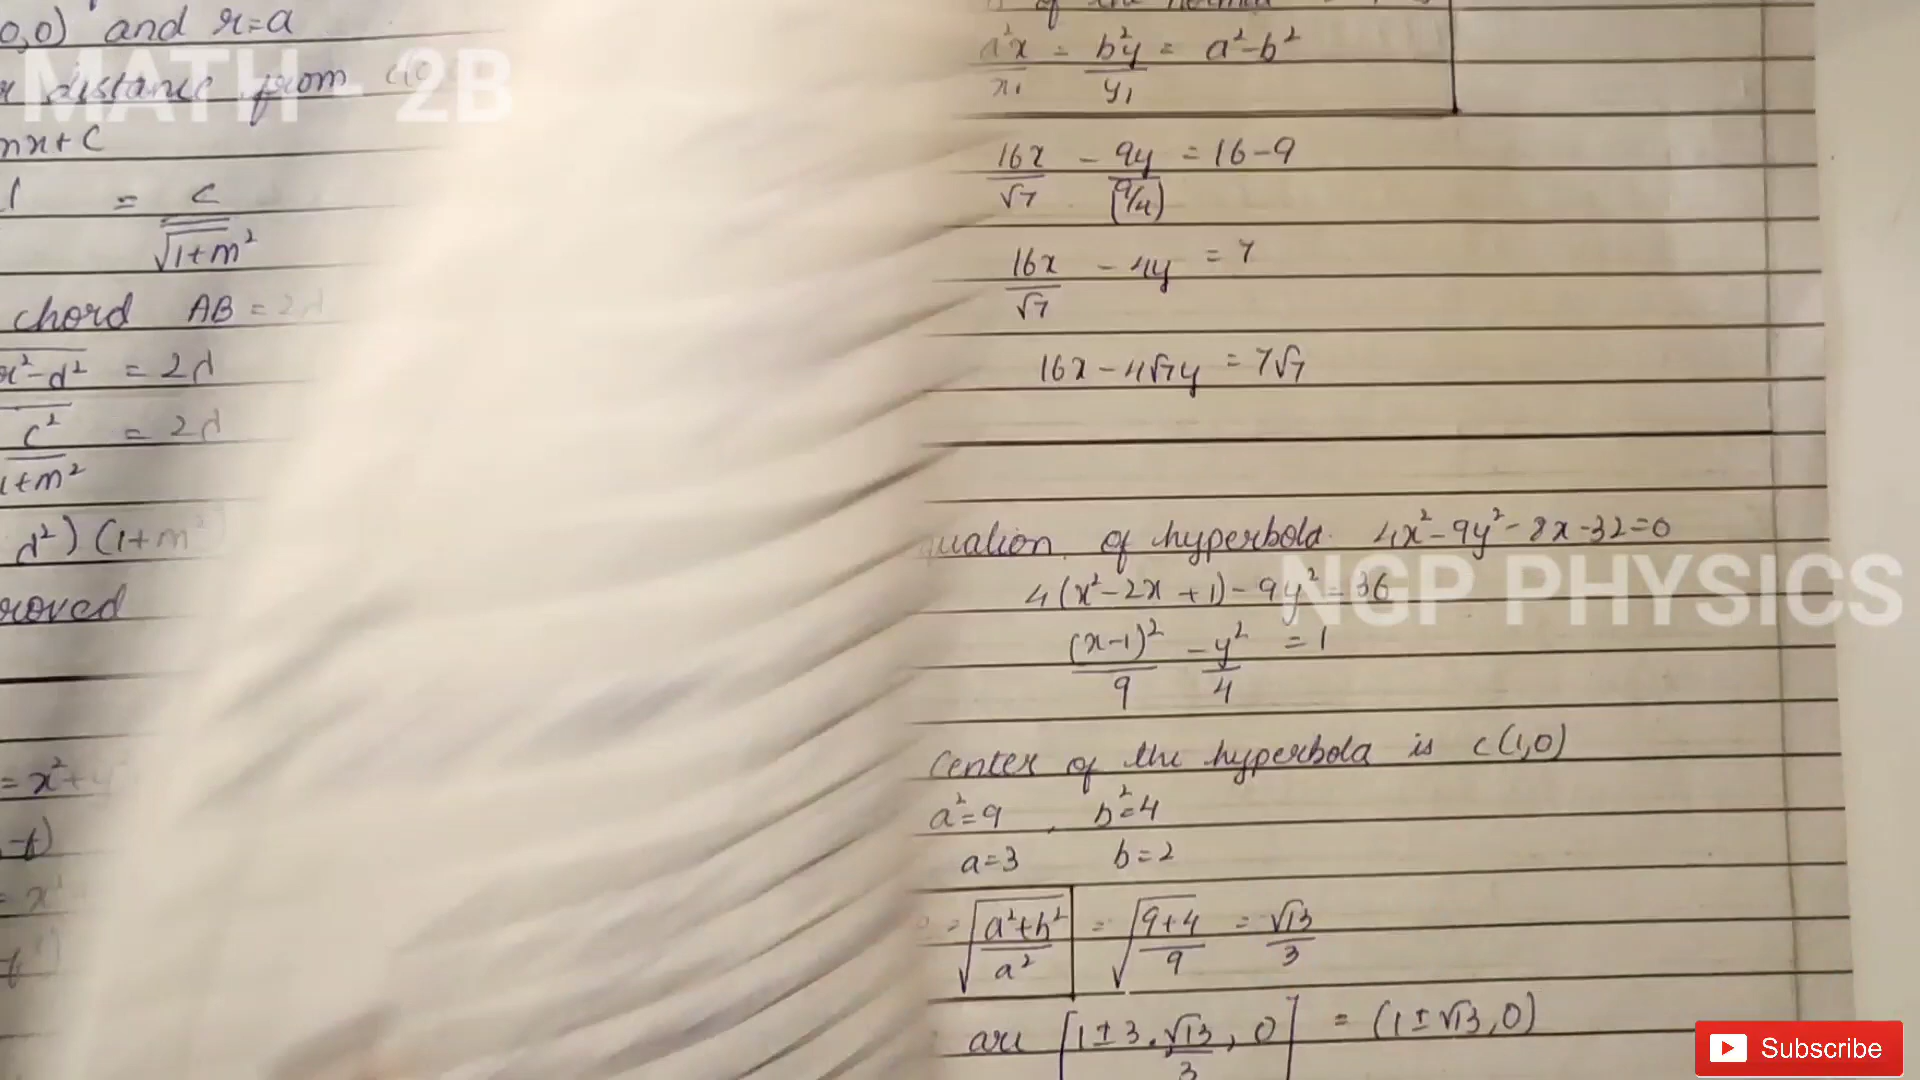 0,0) and r=a
MATH - 2B
distance from
mx+c
= c
√1+m²
chord AB = 2d
r²-d² = 2d
c² = 2d
1+m²
d²) (1+m²
proved
= x²+
-t)
= x²
a²x = b²y = a²-b²
x₁ y₁
16x - 9y = 16-9
√7 (9/4)
16x - 4y = 7
√7
16x - 4√7y = 7√7
quation of hyperbola 4x²-9y²-8x-32=0
4(x²-2x+1)-9y² = 36
NGP PHYSICS
(x-1)² - y² = 1
9 4
Center of the hyperbola is c(1,0)
a²=9 , b²=4
a=3 b=2
= √a²+b² = √9+4 = √13
a² 9 3
are [1±3.√13, 0] = (1±√13,0)
3
Subscribe